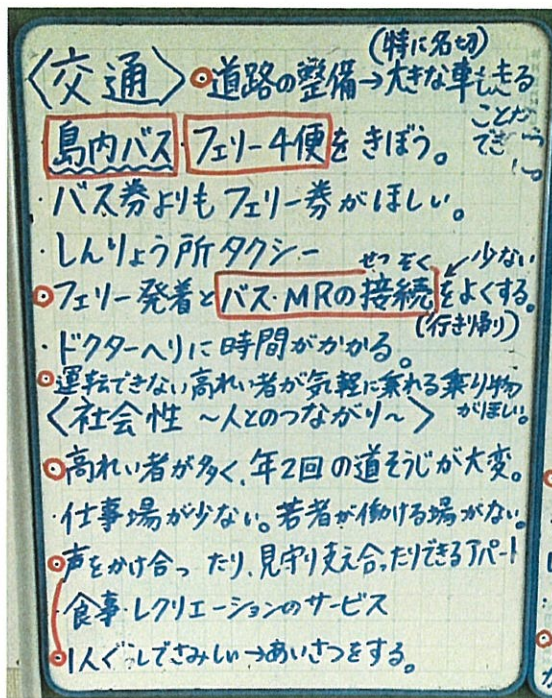 (特に名切)
〈交通〉 道路の整備→大きな車も走る
ことが
でき
島内バス フェリー4便をきぼう。
・バス券よりもフェリー券がほしい。
・しんりょう所タクシー
せつぞく 少ない
フェリー発着とバス・MRの接続をよくする。
(行き帰り)
・ドクターヘリに時間がかかる。
運転できない高れい者が気軽に乗れる乗り物
がほしい。
〈社会性 ~人とのつながり~〉
高れい者が多く、年2回の道そうじが大変。
・仕事場が少ない。若者が働ける場がない。
声をかけ合ったり、見守り支え合ったりできるアパート
・食事・レクリエーションのサービス
1人ぐらしでさみしい→あいさつをする。